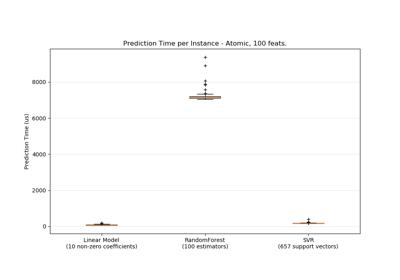 Prediction Time per Instance - Atomic, 100 feats.
Prediction Time (us)
8000
6000
4000
2000
0
Linear Model
(10 non-zero coefficients)
RandomForest
(100 estimators)
SVR
(657 support vectors)